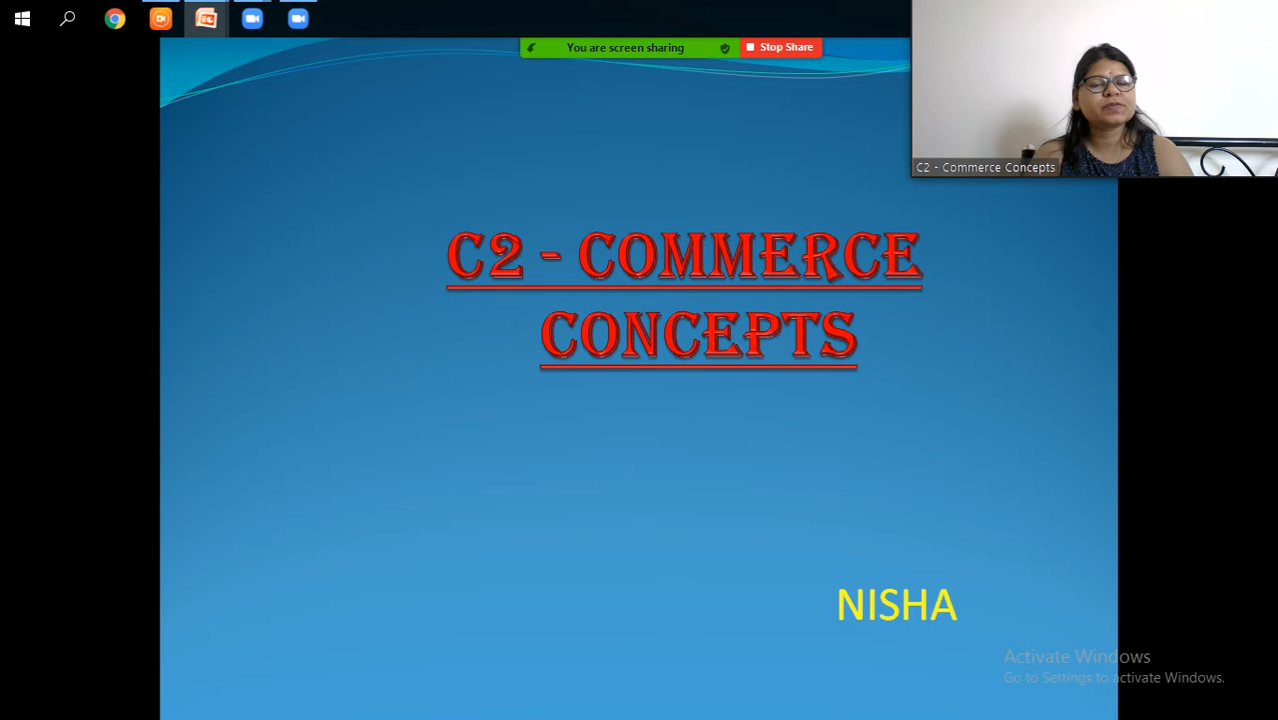 You are screen sharing
Stop Share
C2 - Commerce Concepts
C2 - COMMERCE
CONCEPTS
NISHA
Activate Windows
Go to Settings to activate Windows.